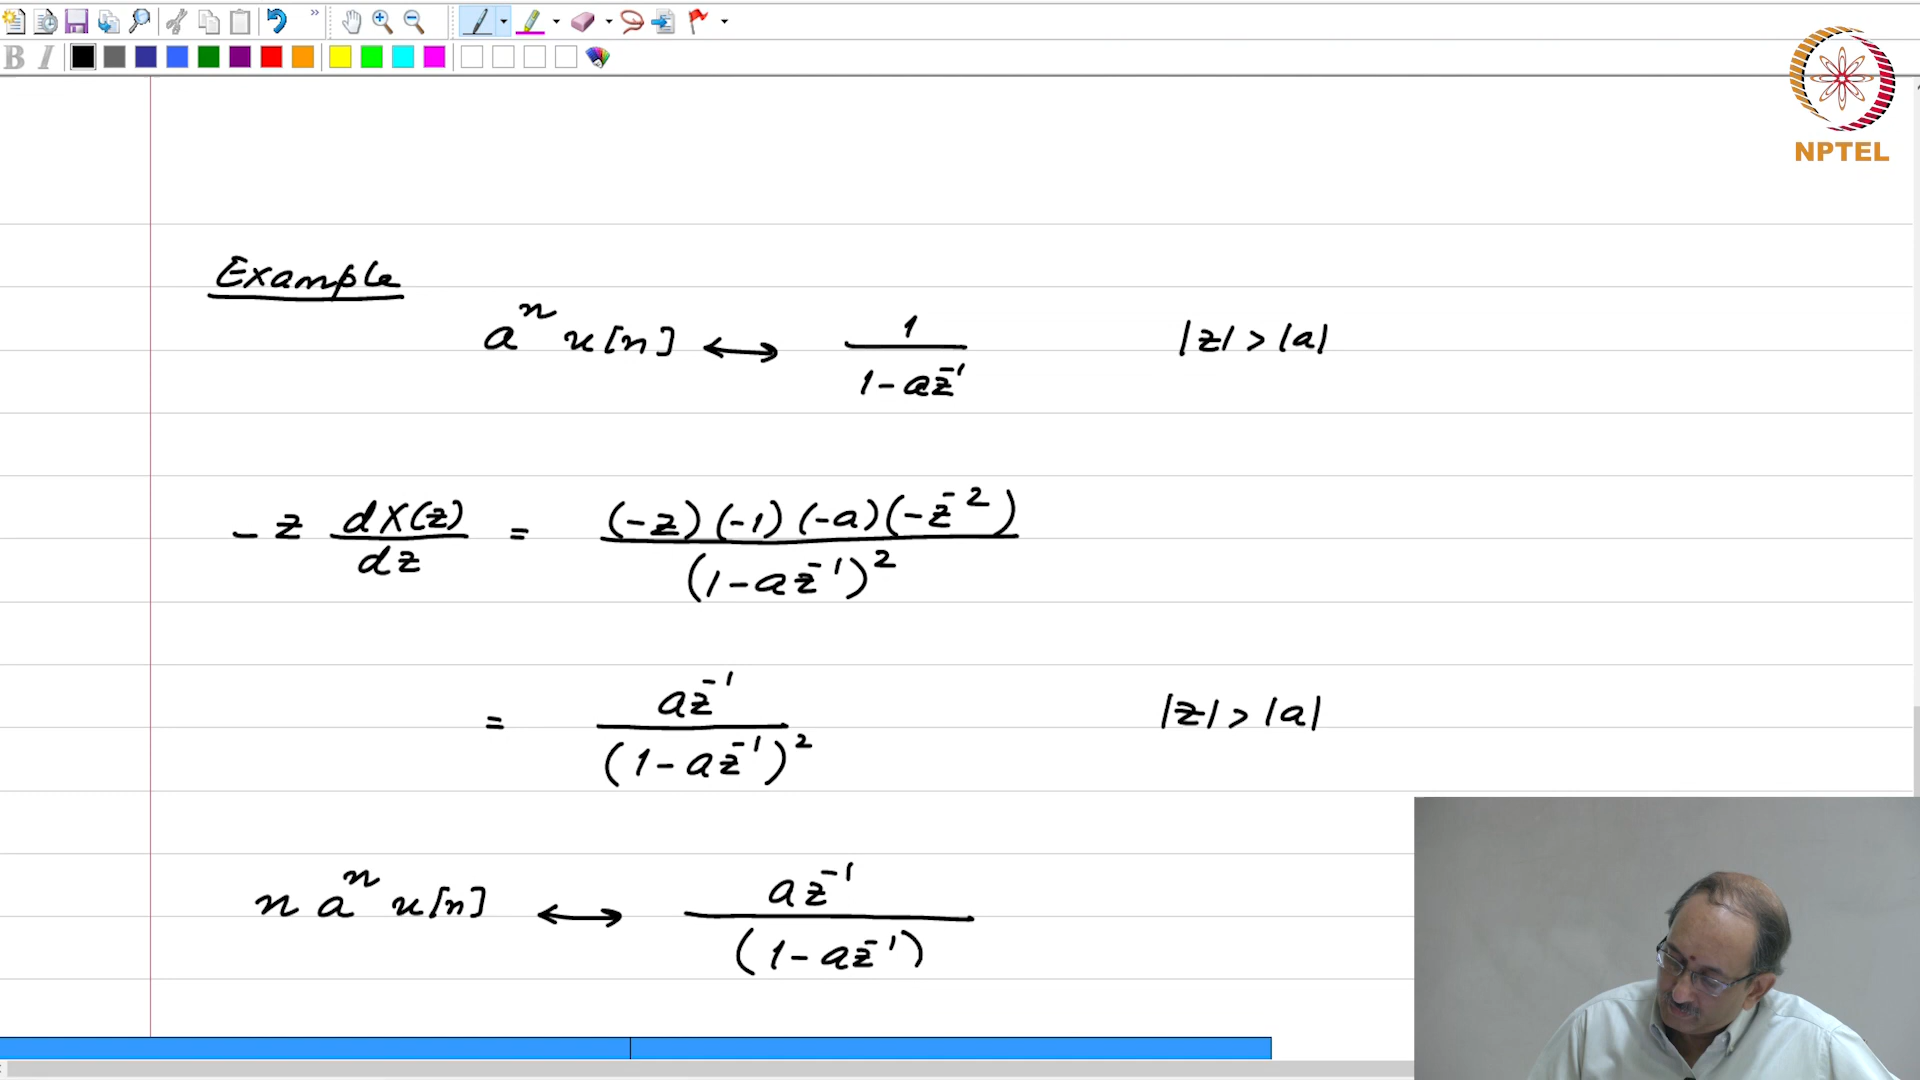 NPTEL
Example
a^n u[n] ↔ 1 / (1 - az^-1)    |z| > |a|
-z dX(z)/dz = (-z)(-1)(-a)(-z^-2) / (1 - az^-1)^2
= az^-1 / (1 - az^-1)^2    |z| > |a|
n a^n u[n] ↔ az^-1 / (1 - az^-1)